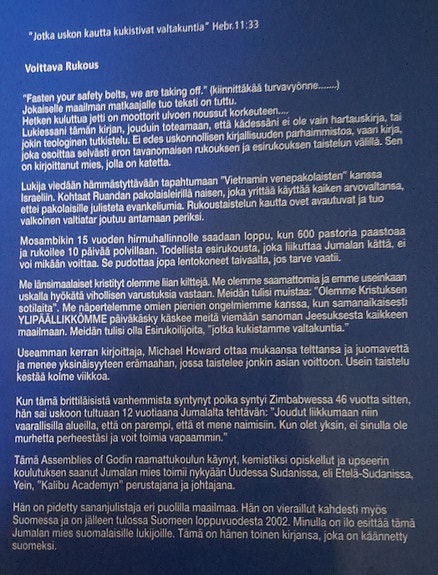 "Jotka uskon kautta kukistivat valtakuntia" Hebr.11:33
Voittava Rukous
"Fasten your safety belts, we are taking off." (kiinnittäkää turvavyönne.......)
Jokaiselle maailman matkaajalle tuo teksti on tuttu.
Hetken kuluttua jetti on moottorit ulvoen noussut korkeuteen....
Lukiessani tämän kirjan, jouduin toteamaan, että kädessäni ei ole vain hartauskirja, tai
jokin teologinen tutkistelu. Ei edes uskonnollisen kirjallisuuden parhaimmistoa, vaan kirja,
joka osoittaa selvästi eron tavanomaisen rukouksen ja esirukouksen taistelun välillä. Sen
on kirjoittanut mies, jolla on katetta.
Lukija viedään hämmästyttävään tapahtumaan "Vietnamin venepakolaisten" kanssa
Israeliin. Kohtaat Ruandan pakolaisleirillä naisen, joka yrittää käyttää kaiken arvovaltansa,
ettei pakolaisille julisteta evankeliumia. Rukoustaistelun kautta ovet avautuvat ja tuo
valkoinen valtiatar joutuu antamaan periksi.
Mosambikin 15 vuoden hirmuhallinnolle saadaan loppu, kun 600 pastoria paastoaa
ja rukoilee 10 päivää polvillaan. Todellista esirukousta, joka liikuttaa Jumalan kättä, ei
voi mikään voittaa. Se pudottaa jopa lentokoneet taivaalta, jos tarve vaatii.
Me länsimaalaiset kristityt olemme liian kilttejä. Me olemme saamattomia ja emme useinkaan
uskalla hyökätä vihollisen varustuksia vastaan. Meidän tulisi muistaa: "Olemme Kristuksen
sotilaita". Me näpertelemme omien pienien ongelmiemme kanssa, kun samanaikaisesti
YLIPÄÄLLIKKÖMME päiväkäsky käskee meitä viemään sanoman Jeesuksesta kaikkeen
maailmaan. Meidän tulisi olla Esirukoilijoita, "jotka kukistamme valtakuntia."
Useamman kerran kirjoittaja, Michael Howard ottaa mukaansa telttansa ja juomavettä
ja menee yksinäisyyteen erämaahan, jossa taistelee jonkin asian voittoon. Usein taistelu
kestää kolme viikkoa.
Kun tämä brittiläisistä vanhemmista syntynyt poika syntyi Zimbabwessa 46 vuotta sitten,
hän sai uskoon tultuaan 12 vuotiaana Jumalalta tehtävän: "Joudut liikkumaan niin
vaarallisilla alueilla, että on parempi, että et mene naimisiin. Kun olet yksin, ei sinulla ole
murhetta perheestäsi ja voit toimia vapaammin."
Tämä Assemblies of Godin raamattukoulun käynyt, kemistiksi opiskellut ja upseerin
koulutuksen saanut Jumalan mies toimii nykyään Uudessa Sudanissa, eli Etelä-Sudanissa,
Yein, "Kalibu Academyn" perustajana ja johtajana.
Hän on pidetty sananjulistaja eri puolilla maailmaa. Hän on vieraillut kahdesti myös
Suomessa ja on jälleen tulossa Suomeen loppuvuodesta 2002. Minulla on ilo esittää tämä
Jumalan mies suomalaisille lukijoille. Tämä on hänen toinen kirjansa, joka on käännetty
suomeksi.